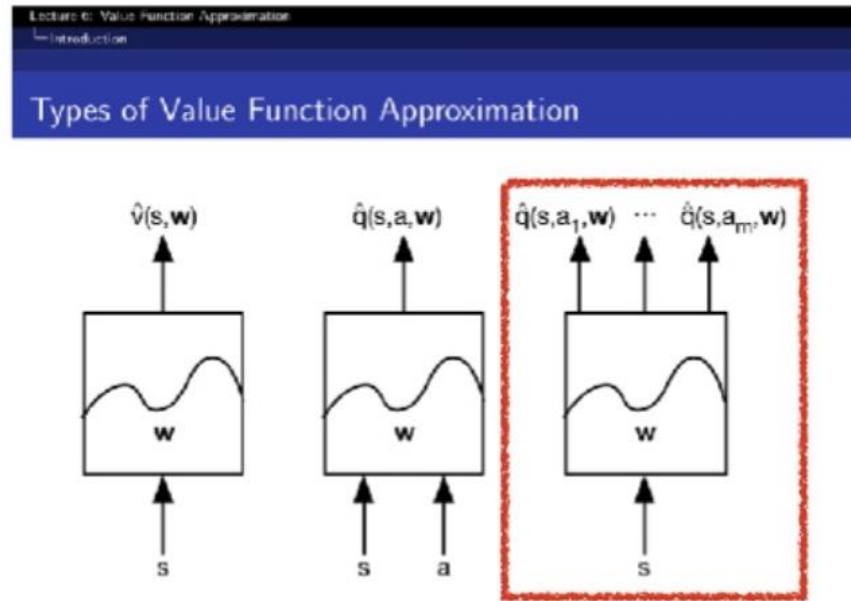 Lecture 6: Value Function Approximation
Introduction
Types of Value Function Approximation
v̂(s,w) q̂(s,a,w) q̂(s,a₁,w) ··· q̂(s,aₘ,w)
w w w
s s a s